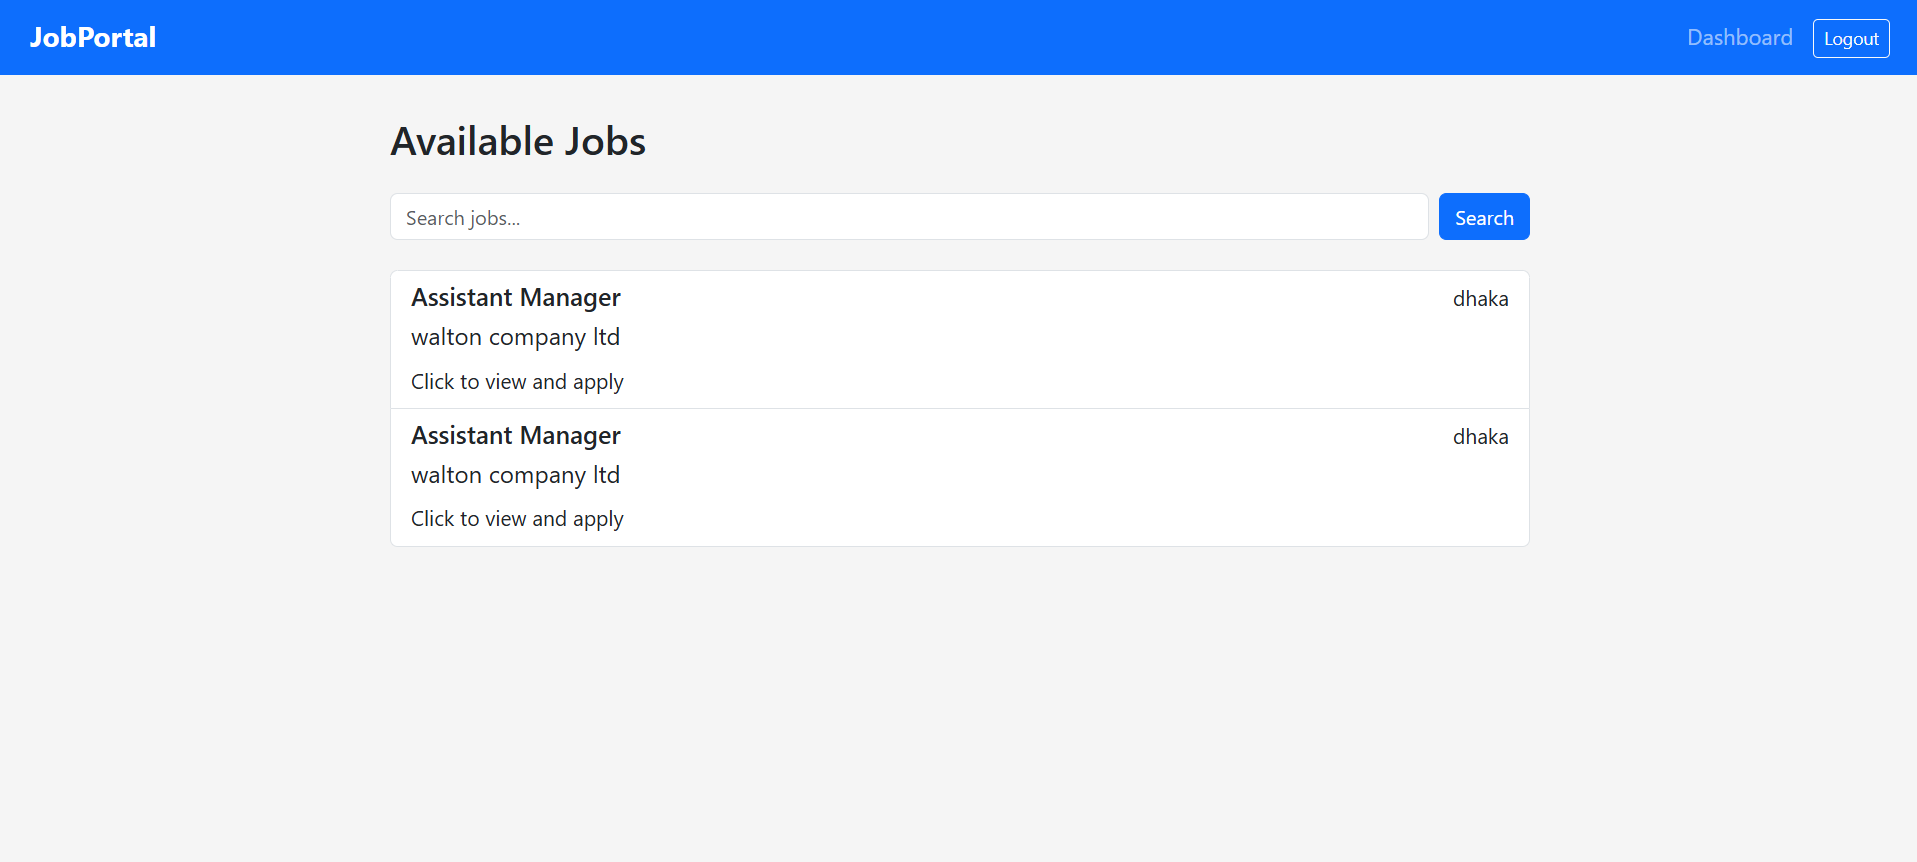 JobPortal
Dashboard
Logout
Available Jobs
Search jobs...
Search
Assistant Manager
dhaka
walton company ltd
Click to view and apply
Assistant Manager
dhaka
walton company ltd
Click to view and apply